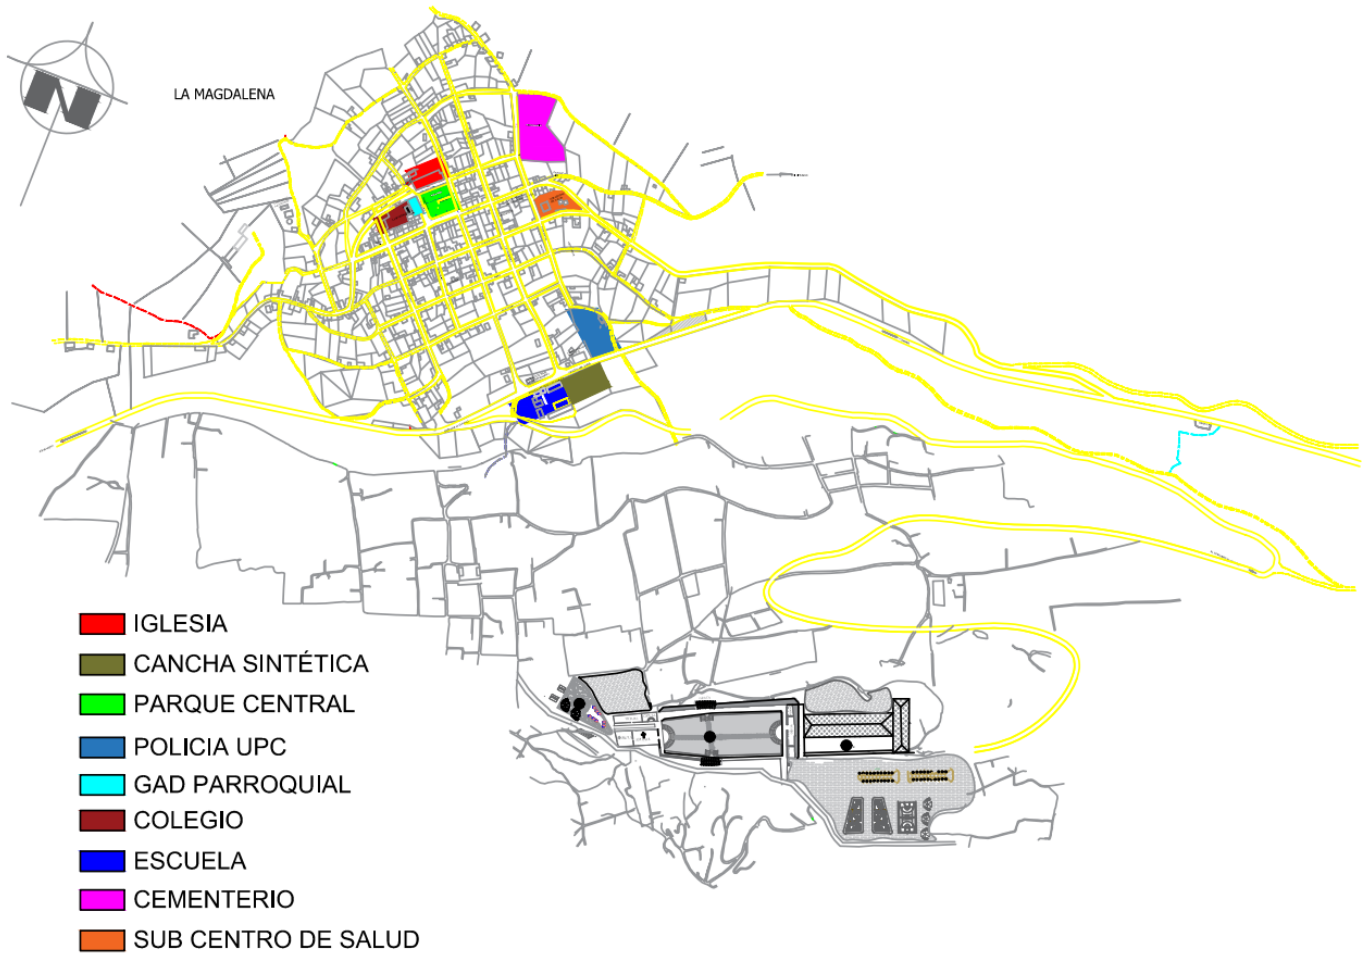 N
LA MAGDALENA
IGLESIA
CANCHA SINTÉTICA
PARQUE CENTRAL
POLICIA UPC
GAD PARROQUIAL
COLEGIO
ESCUELA
CEMENTERIO
SUB CENTRO DE SALUD